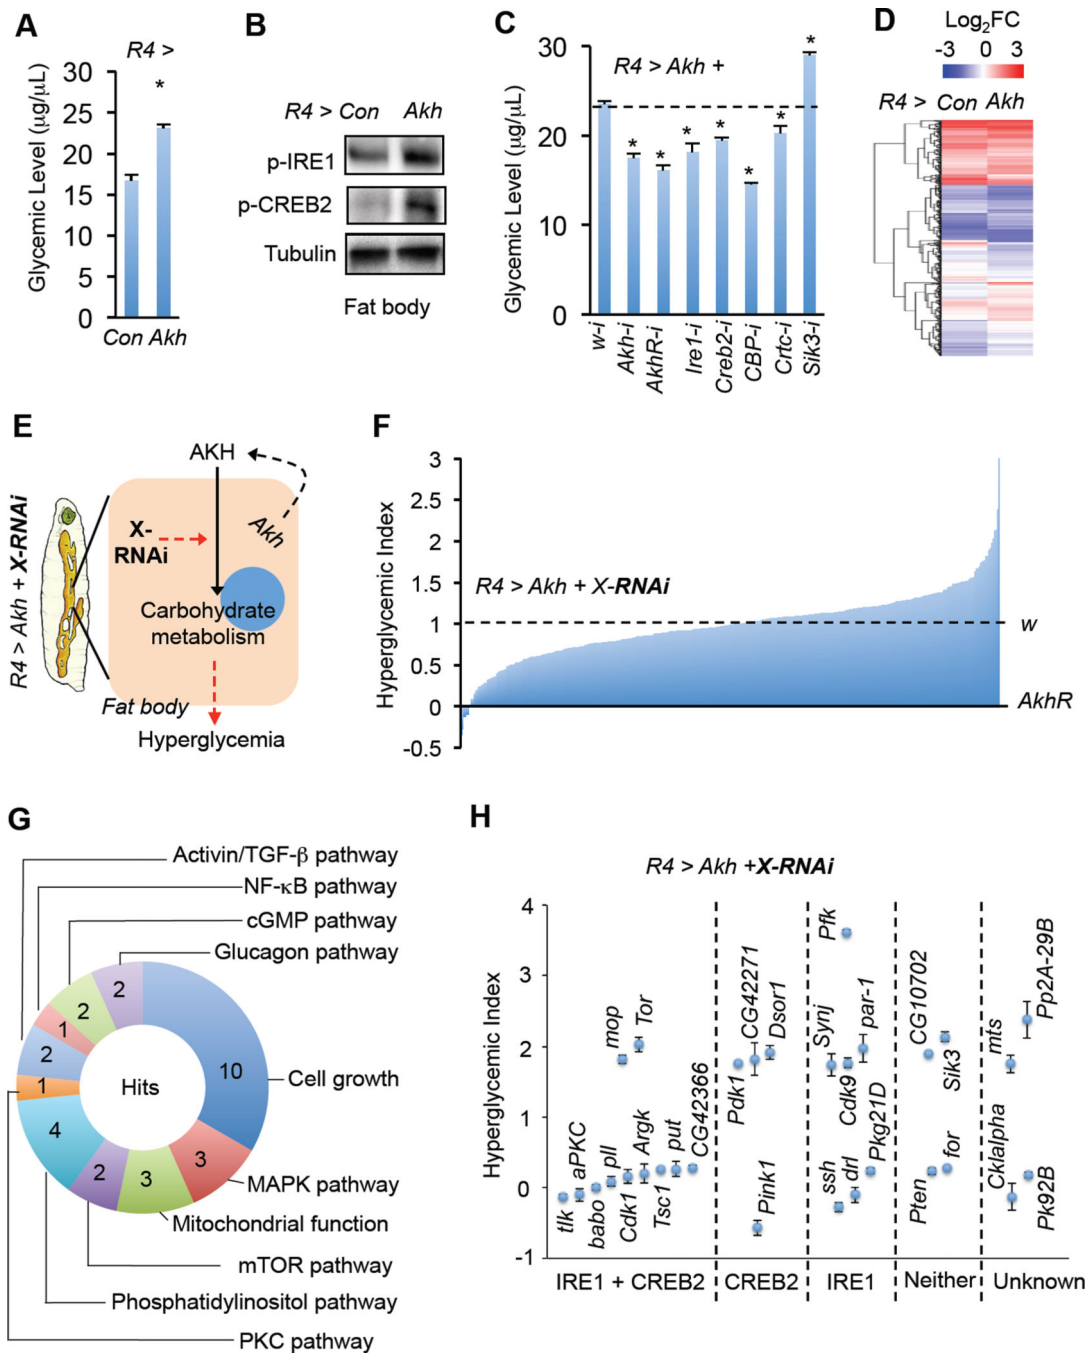 A
R4 >
Glycemic Level (µg/µL)
30
25
20
15
10
5
0
*
Con Akh
B
R4 > Con Akh
p-IRE1
p-CREB2
Tubulin
Fat body
C
R4 > Akh +
Glycemic Level (µg/µL)
30
20
10
0
* * * * * * *
w-i
Akh-i
AkhR-i
Ire1-i
Creb2-i
CBP-i
Crtc-i
Sik3-i
D
Log2FC
-3 0 3
R4 > Con Akh
E
R4 > Akh + X-RNAi
AKH
X-RNAi
Akh
Carbohydrate
metabolism
Fat body
Hyperglycemia
F
Hyperglycemic Index
3
2
1.5
1
0.5
0
-0.5
R4 > Akh + X-RNAi
w
AkhR
G
Activin/TGF-β pathway
NF-κB pathway
cGMP pathway
Glucagon pathway
2
2
1
2
1
4
2
3
3
10
Hits
Cell growth
MAPK pathway
Mitochondrial function
mTOR pathway
Phosphatidylinositol pathway
PKC pathway
H
R4 > Akh +X-RNAi
Hyperglycemic Index
4
3
2
1
0
-1
tlk
aPKC
babo
pll
Cdk1
mop
Tor
Argk
Tsc1
put
CG42366
Pdk1
CG42271
Dsor1
Pink1
Synj
Pfk
Cdk9
par-1
ssh
drl
Pkg21D
CG10702
Sik3
Pten
for
mts
Pp2A-29B
CkIalpha
Pk92B
IRE1 + CREB2 CREB2 IRE1 Neither Unknown